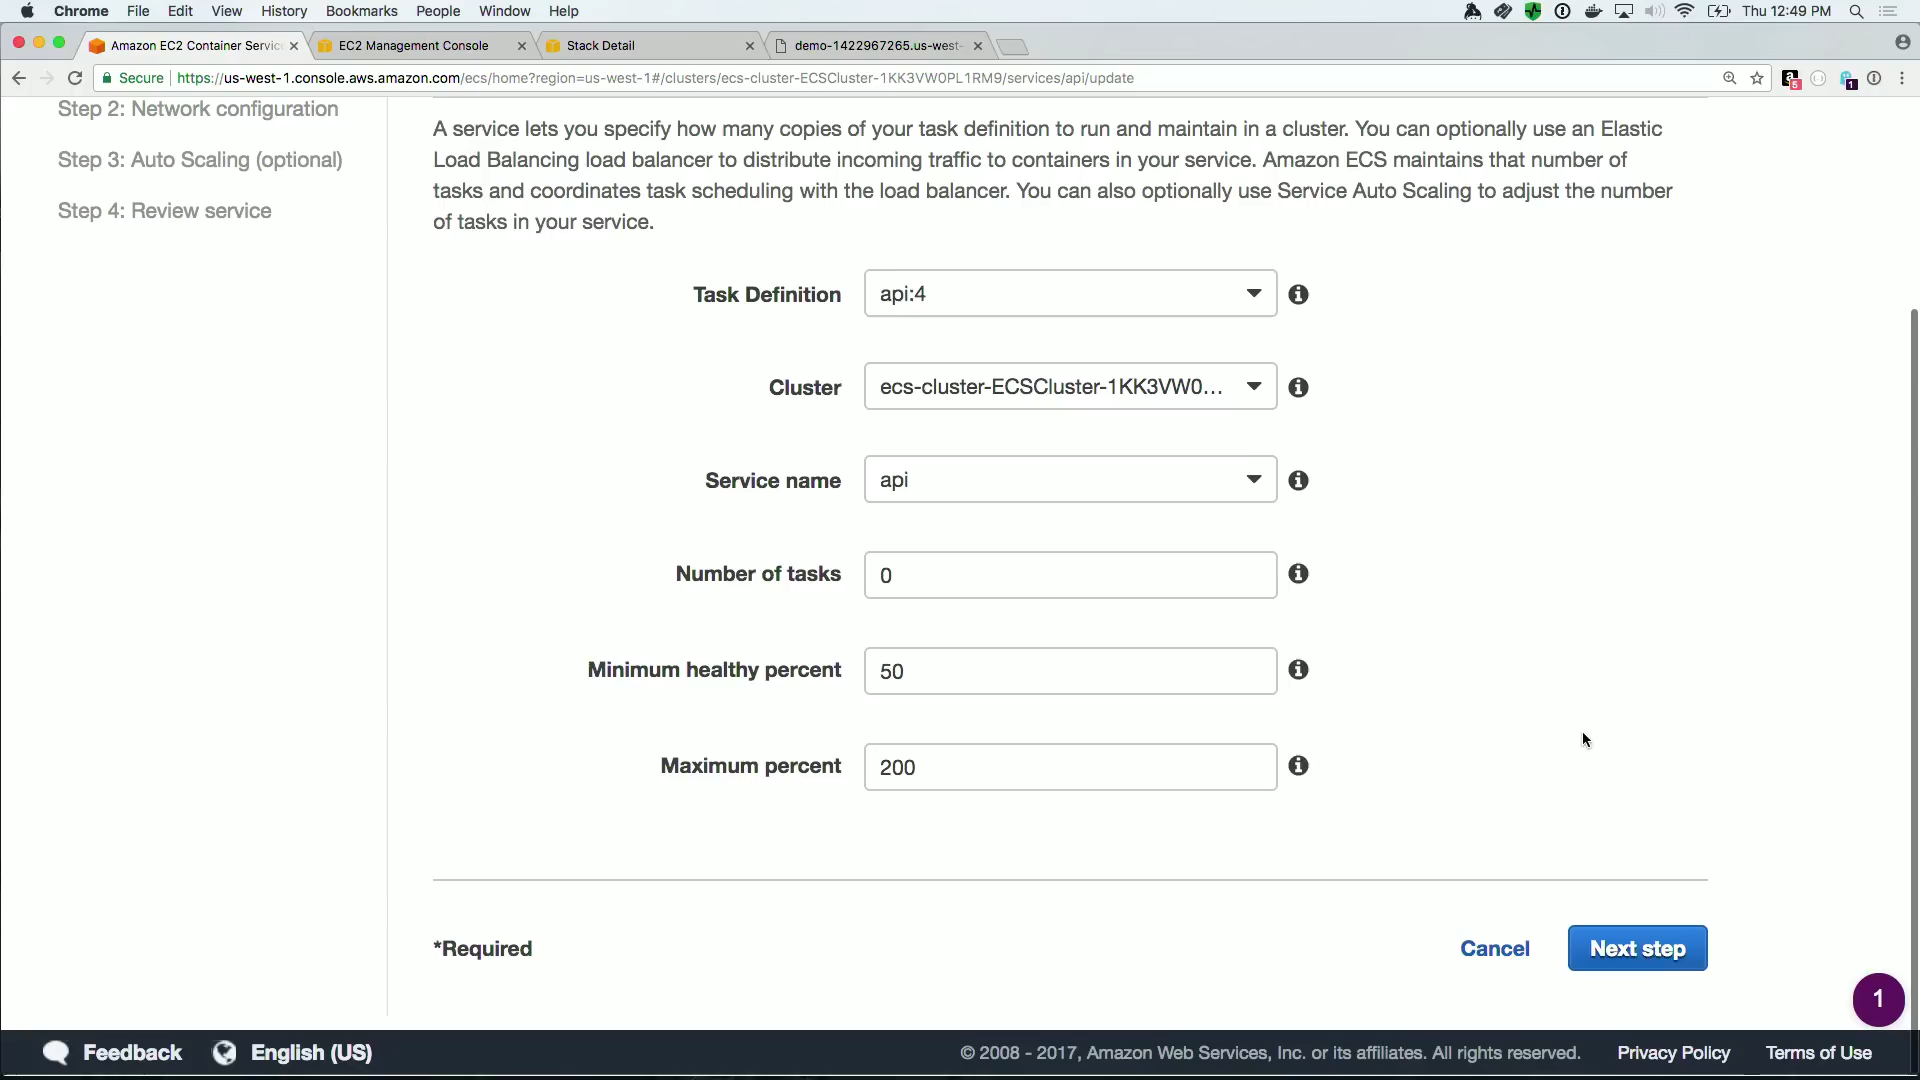 Chrome File Edit View History Bookmarks People Window Help Thu 12:49 PM
Amazon EC2 Container Servic
EC2 Management Console
Stack Detail
demo-1422967265.us-west-
Secure https://us-west-1.console.aws.amazon.com/ecs/home?region=us-west-1#/clusters/ecs-cluster-ECSCluster-1KK3VW0PL1RM9/services/api/update
5
1
Step 2: Network configuration
Step 3: Auto Scaling (optional)
Step 4: Review service
A service lets you specify how many copies of your task definition to run and maintain in a cluster. You can optionally use an Elastic
Load Balancing load balancer to distribute incoming traffic to containers in your service. Amazon ECS maintains that number of
tasks and coordinates task scheduling with the load balancer. You can also optionally use Service Auto Scaling to adjust the number
of tasks in your service.
Task Definition api:4
Cluster ecs-cluster-ECSCluster-1KK3VW0...
Service name api
Number of tasks 0
Minimum healthy percent 50
Maximum percent 200
*Required Cancel Next step
1
Feedback English (US) © 2008 - 2017, Amazon Web Services, Inc. or its affiliates. All rights reserved. Privacy Policy Terms of Use